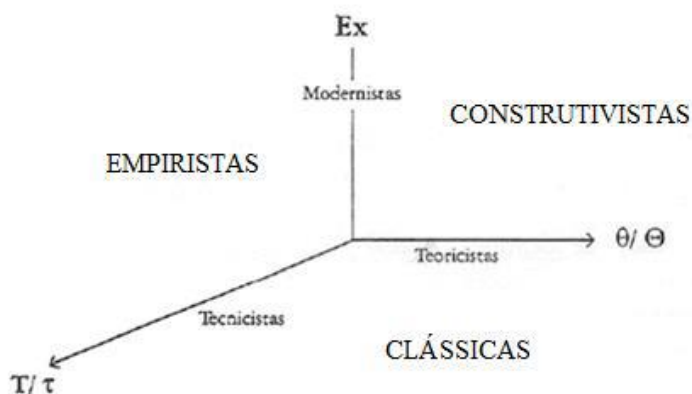 Ex
Modernistas
CONSTRUTIVISTAS
EMPIRISTAS
θ/ Θ
Teoricistas
Tecnicistas
CLÁSSICAS
T/ τ